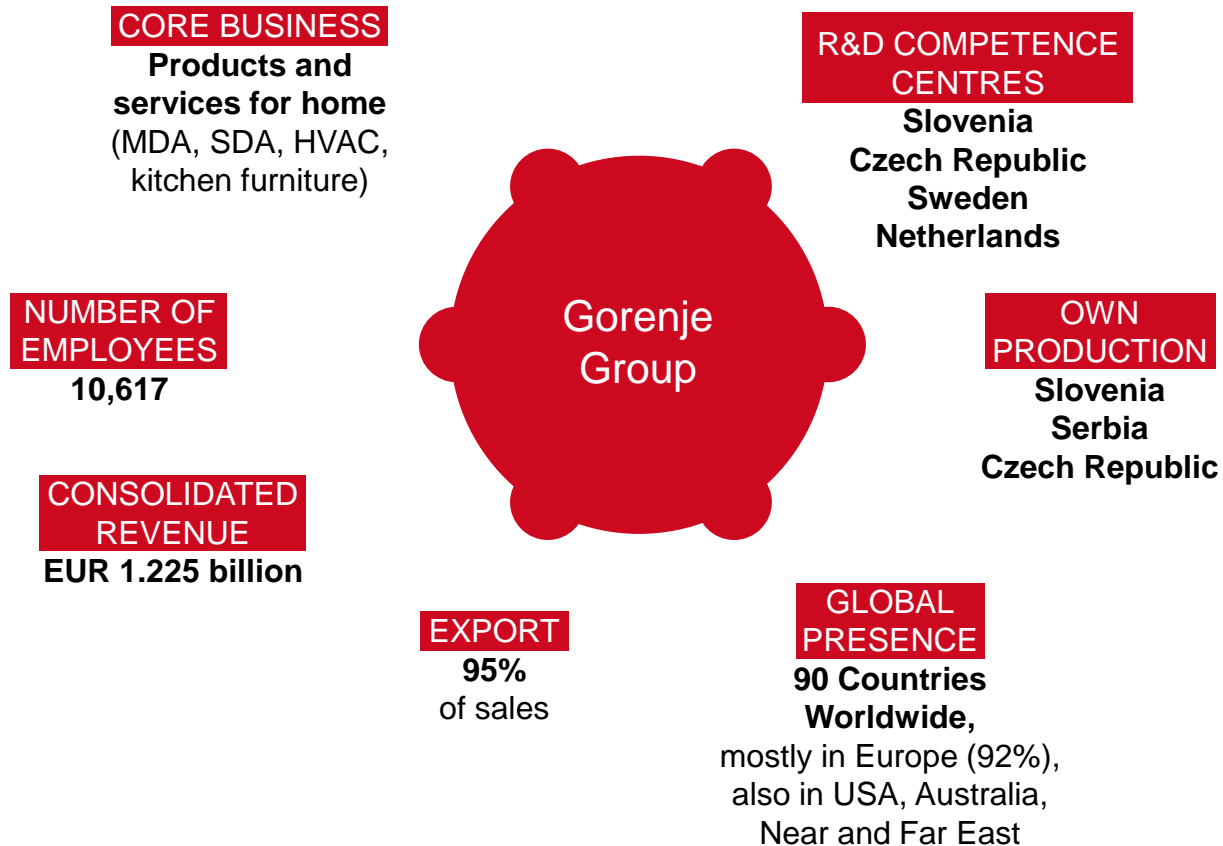 CORE BUSINESS
Products and
services for home
(MDA, SDA, HVAC,
kitchen furniture)
R&D COMPETENCE
CENTRES
Slovenia
Czech Republic
Sweden
Netherlands
NUMBER OF
EMPLOYEES
10,617
Gorenje
Group
OWN
PRODUCTION
Slovenia
Serbia
Czech Republic
CONSOLIDATED
REVENUE
EUR 1.225 billion
EXPORT
95%
of sales
GLOBAL
PRESENCE
90 Countries
Worldwide,
mostly in Europe (92%),
also in USA, Australia,
Near and Far East